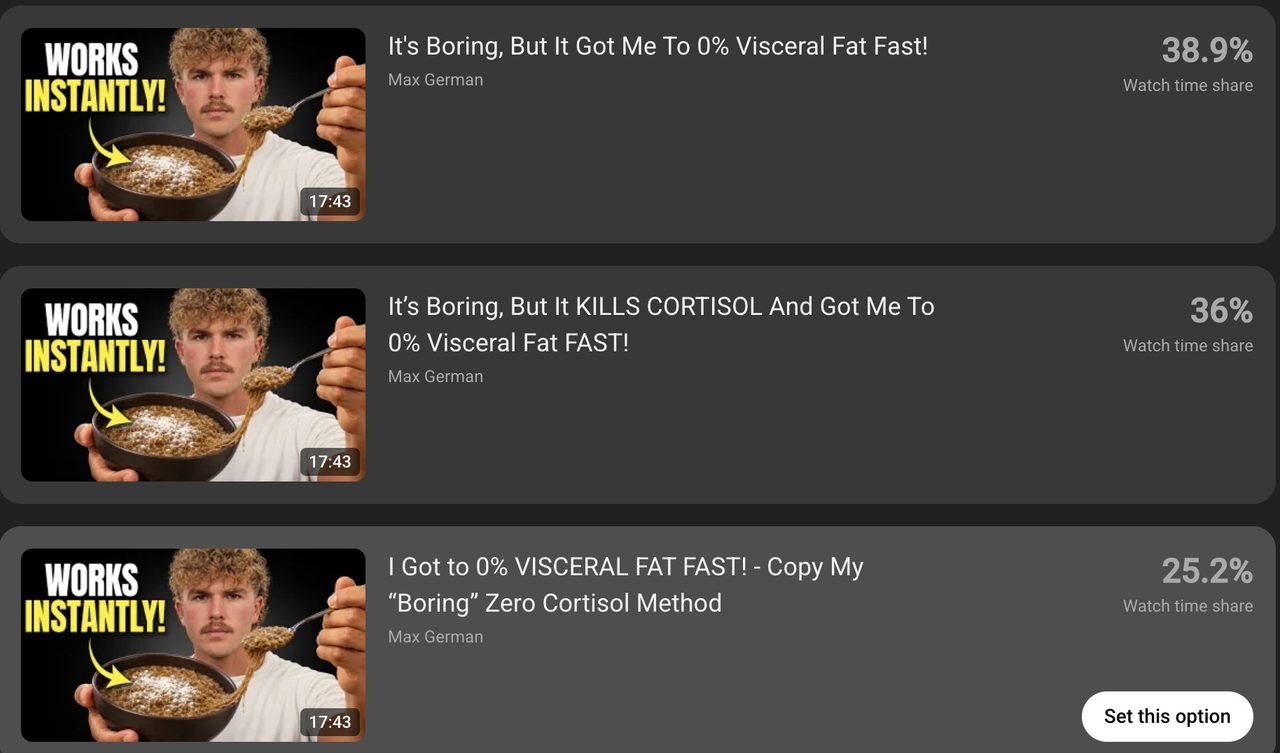 WORKS
INSTANTLY!
17:43
It's Boring, But It Got Me To 0% Visceral Fat Fast!
Max German
38.9%
Watch time share
WORKS
INSTANTLY!
17:43
It’s Boring, But It KILLS CORTISOL And Got Me To
0% Visceral Fat FAST!
Max German
36%
Watch time share
WORKS
INSTANTLY!
17:43
I Got to 0% VISCERAL FAT FAST! - Copy My
“Boring” Zero Cortisol Method
Max German
25.2%
Watch time share
Set this option